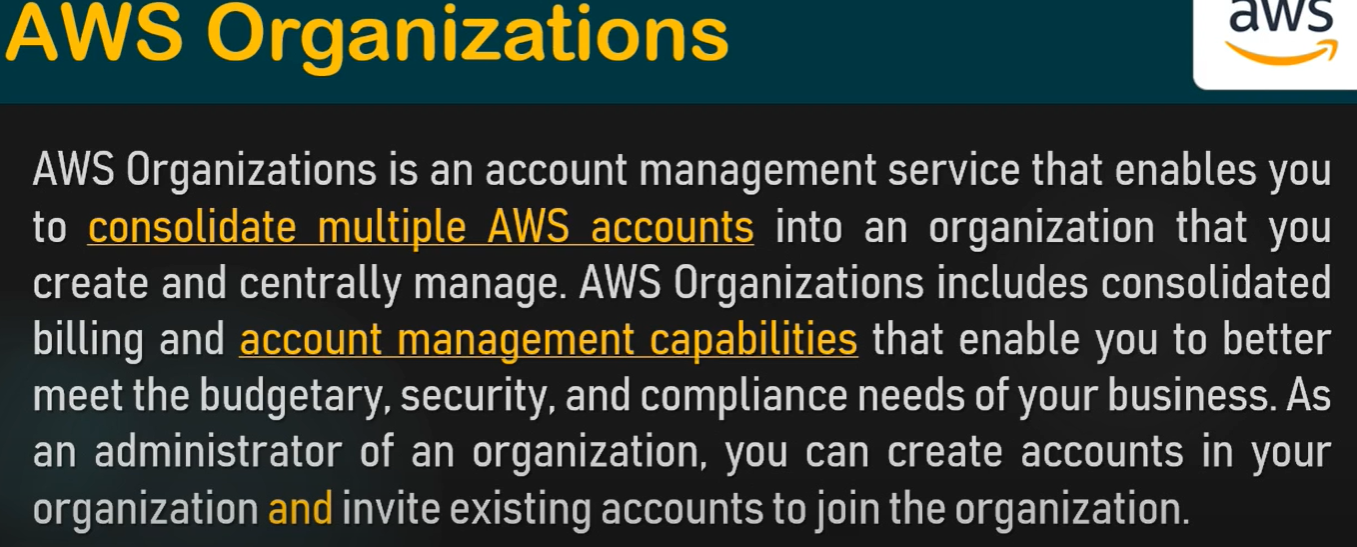 AWS Organizations
aws
AWS Organizations is an account management service that enables you
to consolidate multiple AWS accounts into an organization that you
create and centrally manage. AWS Organizations includes consolidated
billing and account management capabilities that enable you to better
meet the budgetary, security, and compliance needs of your business. As
an administrator of an organization, you can create accounts in your
organization and invite existing accounts to join the organization.